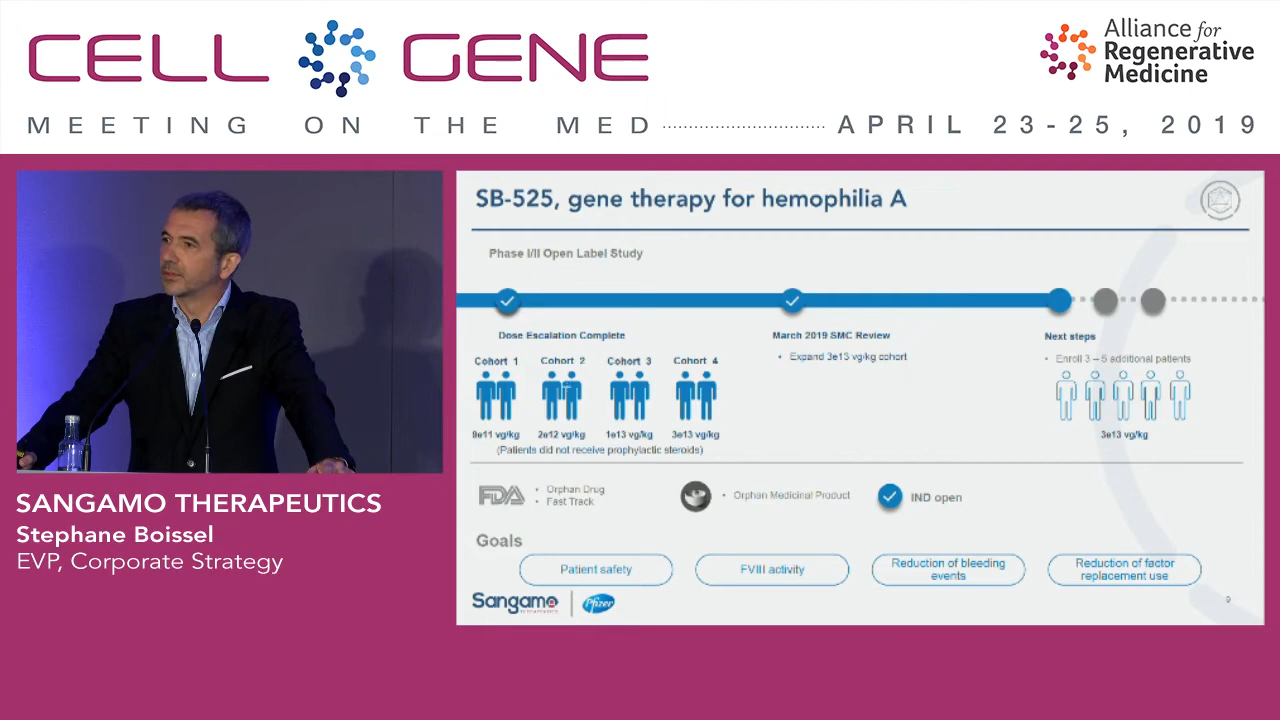 CELL GENE
Alliance for
Regenerative
Medicine
MEETING ON THE MED
APRIL 23-25, 2019
SB-525, gene therapy for hemophilia A
Phase I/II Open Label Study
Dose Escalation Complete
Cohort 1 Cohort 2 Cohort 3 Cohort 4
9e11 vg/kg 2e12 vg/kg 1e13 vg/kg 3e13 vg/kg
(Patients did not receive prophylactic steroids)
March 2019 SMC Review
• Expand 3e13 vg/kg cohort
Next steps
• Enroll 3 – 5 additional patients
3e13 vg/kg
FDA
• Orphan Drug
• Fast Track
• Orphan Medicinal Product
IND open
Goals
Patient safety
FVIII activity
Reduction of bleeding
events
Reduction of factor
replacement use
Sangamo
Pfizer
9
SANGAMO THERAPEUTICS
Stephane Boissel
EVP, Corporate Strategy